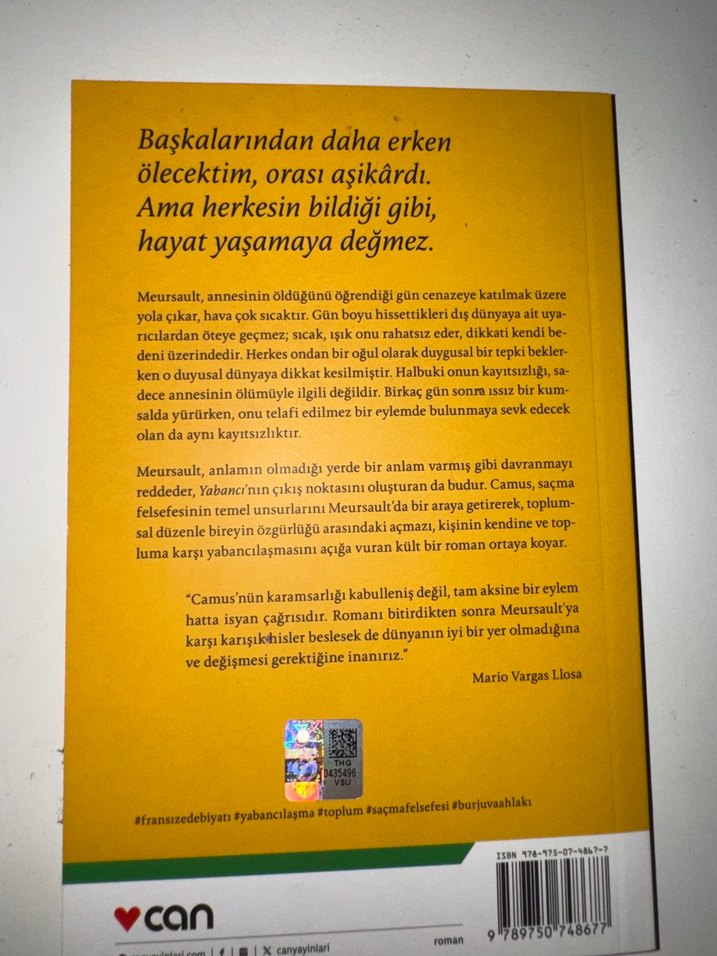 Başkalarından daha erken
ölecektim, orası aşikârdı.
Ama herkesin bildiği gibi,
hayat yaşamaya değmez.
Meursault, annesinin öldüğünü öğrendiği gün cenazeye katılmak üzere
yola çıkar, hava çok sıcaktır. Gün boyu hissettikleri dış dünyaya ait uy-
arıcılardan öteye geçmez; sıcak, ışık onu rahatsız eder, dikkati kendi be-
deni üzerindedir. Herkes ondan bir oğul olarak duygusal bir tepki bekler-
ken o duyusal dünyaya dikkat kesilmiştir. Halbuki onun kayıtsızlığı, sa-
dece annesinin ölümüyle ilgili değildir. Birkaç gün sonra ıssız bir kum-
salda yürürken, onu telafi edilmez bir eylemde bulunmaya sevk edecek
olan da aynı kayıtsızlıktır.
Meursault, anlamın olmadığı yerde bir anlam varmış gibi davranmayı
reddeder, Yabancı'nın çıkış noktasını oluşturan da budur. Camus, saçma
felsefesinin temel unsurlarını Meursault'da bir araya getirerek, toplum-
sal düzenle bireyin özgürlüğü arasındaki açmazı, kişinin kendine ve top-
luma karşı yabancılaşmasını açığa vuran kült bir roman ortaya koyar.
"Camus'nün karamsarlığı kabulleniş değil, tam aksine bir eylem
hatta isyan çağrısıdır. Romanı bitirdikten sonra Meursault'ya
karşı karışık hisler beslesek de dünyanın iyi bir yer olmadığına
ve değişmesi gerektiğine inanırız."
Mario Vargas Llosa
THG
0435496
VSU
#fransızedebiyatı #yabancılaşma #toplum #saçmafelsefesi #burjuvaahlakı
ISBN 978-975-07-4867-7
can
roman
9 789750 748677
canyayinlari